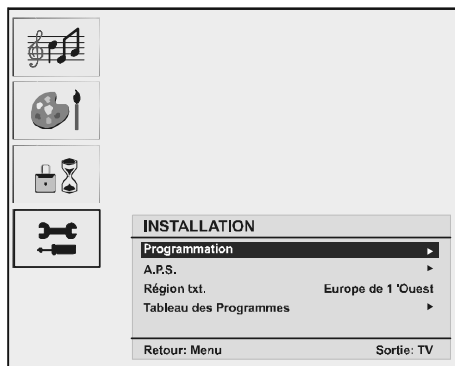 INSTALLATION
Programmation
A.P.S.
Région txt. Europe de 1 'Ouest
Tableau des Programmes
Retour: Menu Sortie: TV